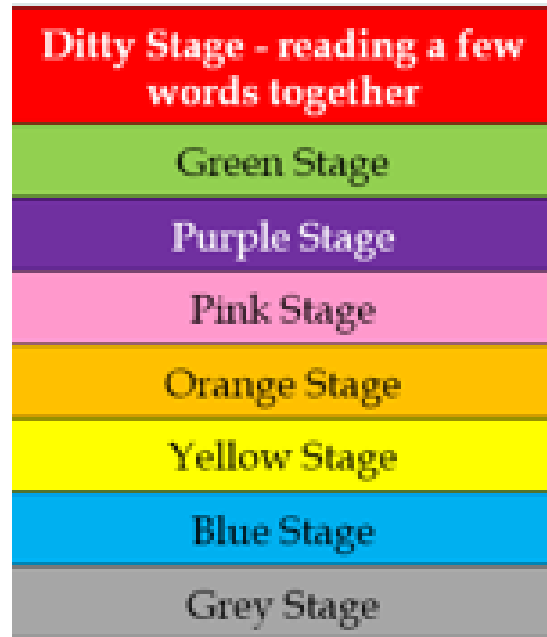 Ditty Stage - reading a few
words together
Green Stage
Purple Stage
Pink Stage
Orange Stage
Yellow Stage
Blue Stage
Grey Stage